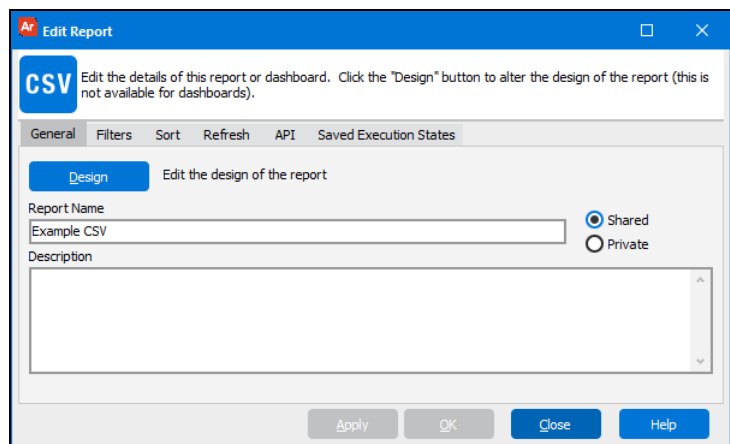 Ar Edit Report
CSV
Edit the details of this report or dashboard. Click the "Design" button to alter the design of the report (this is
not available for dashboards).
General Filters Sort Refresh API Saved Execution States
Design Edit the design of the report
Report Name
Example CSV
Shared
Private
Description
Apply OK Close Help